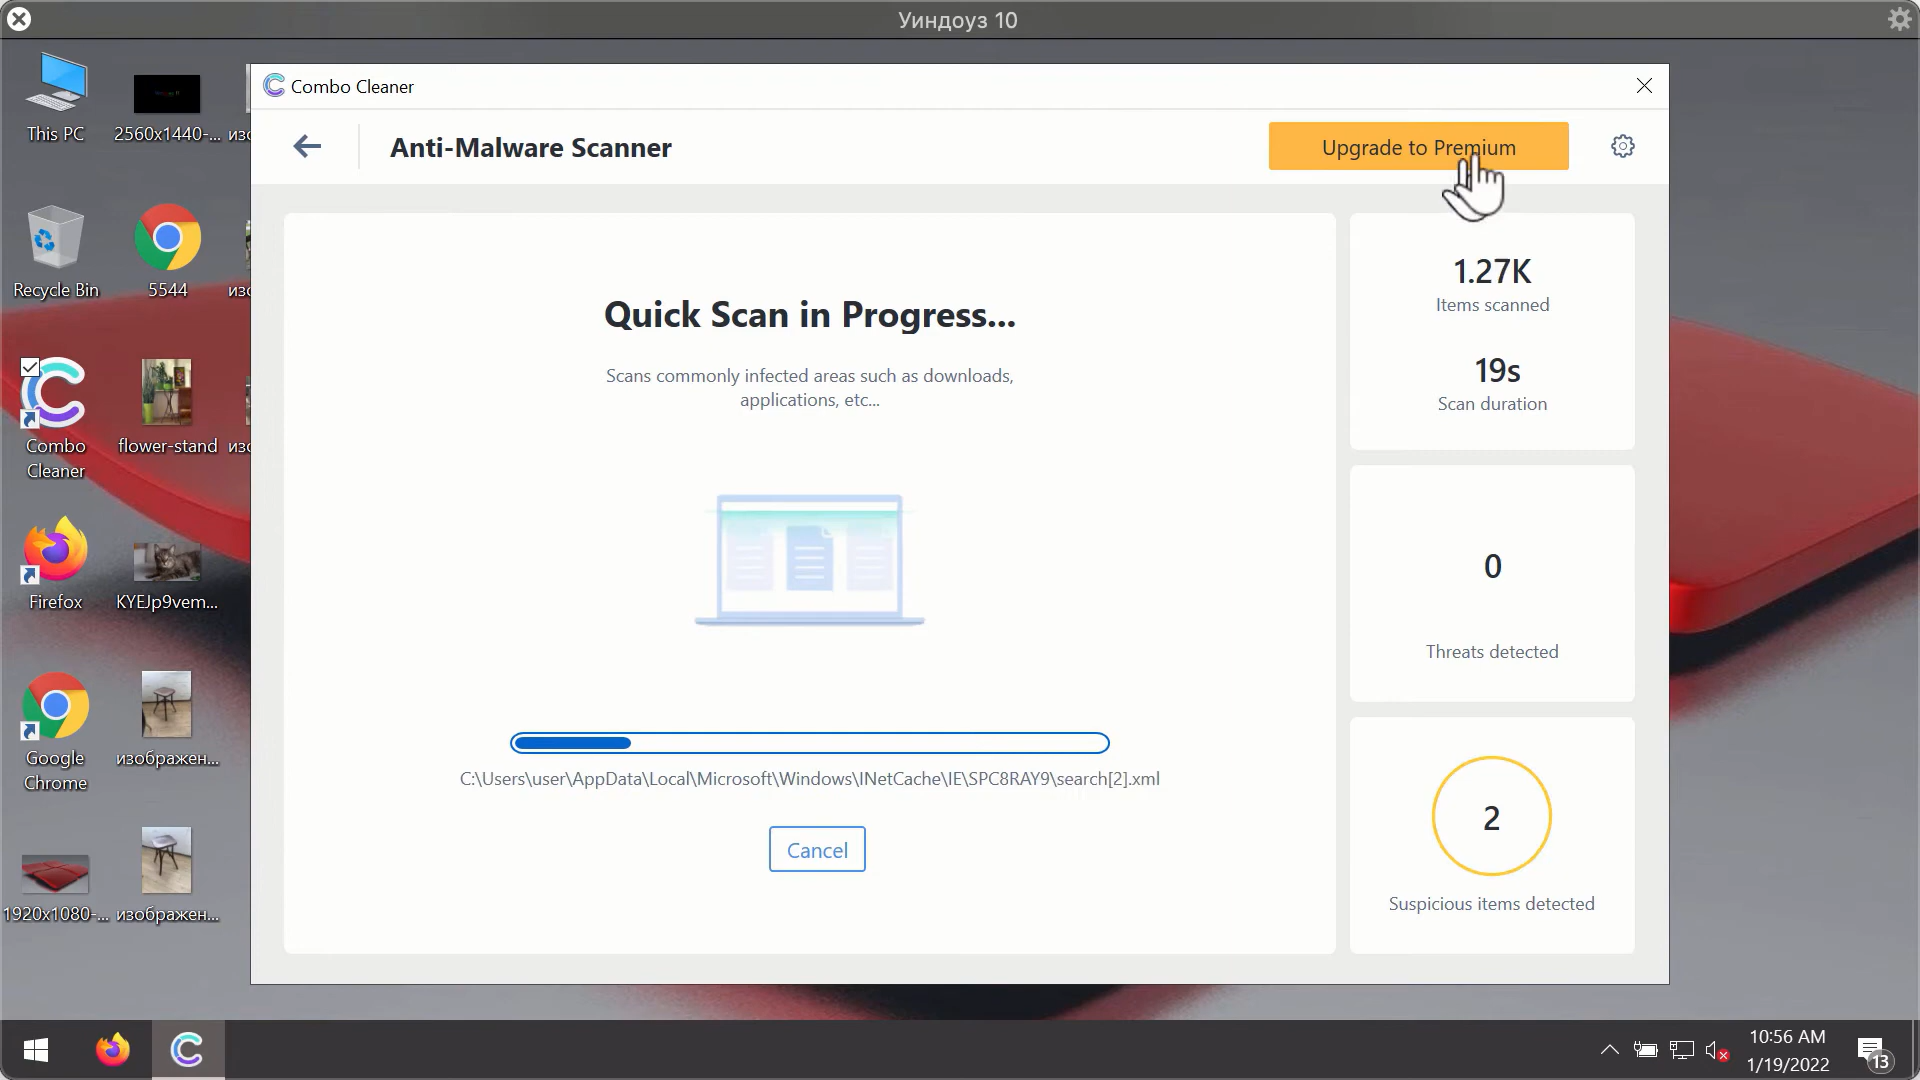 Уиндоуз 10
This PC
2560x1440-...
Combo Cleaner
Anti-Malware Scanner
Upgrade to Premium
Recycle Bin
5544
Quick Scan in Progress...
Scans commonly infected areas such as downloads,
applications, etc...
1.27K
Items scanned
19s
Scan duration
Combo
Cleaner
flower-stand
Firefox
KYEJp9vem...
0
Threats detected
Google
Chrome
изображен...
C:\Users\user\AppData\Local\Microsoft\Windows\INetCache\IE\SPC8RAY9\search[2].xml
Cancel
2
Suspicious items detected
1920x1080-...
изображен...
10:56 AM
1/19/2022
13